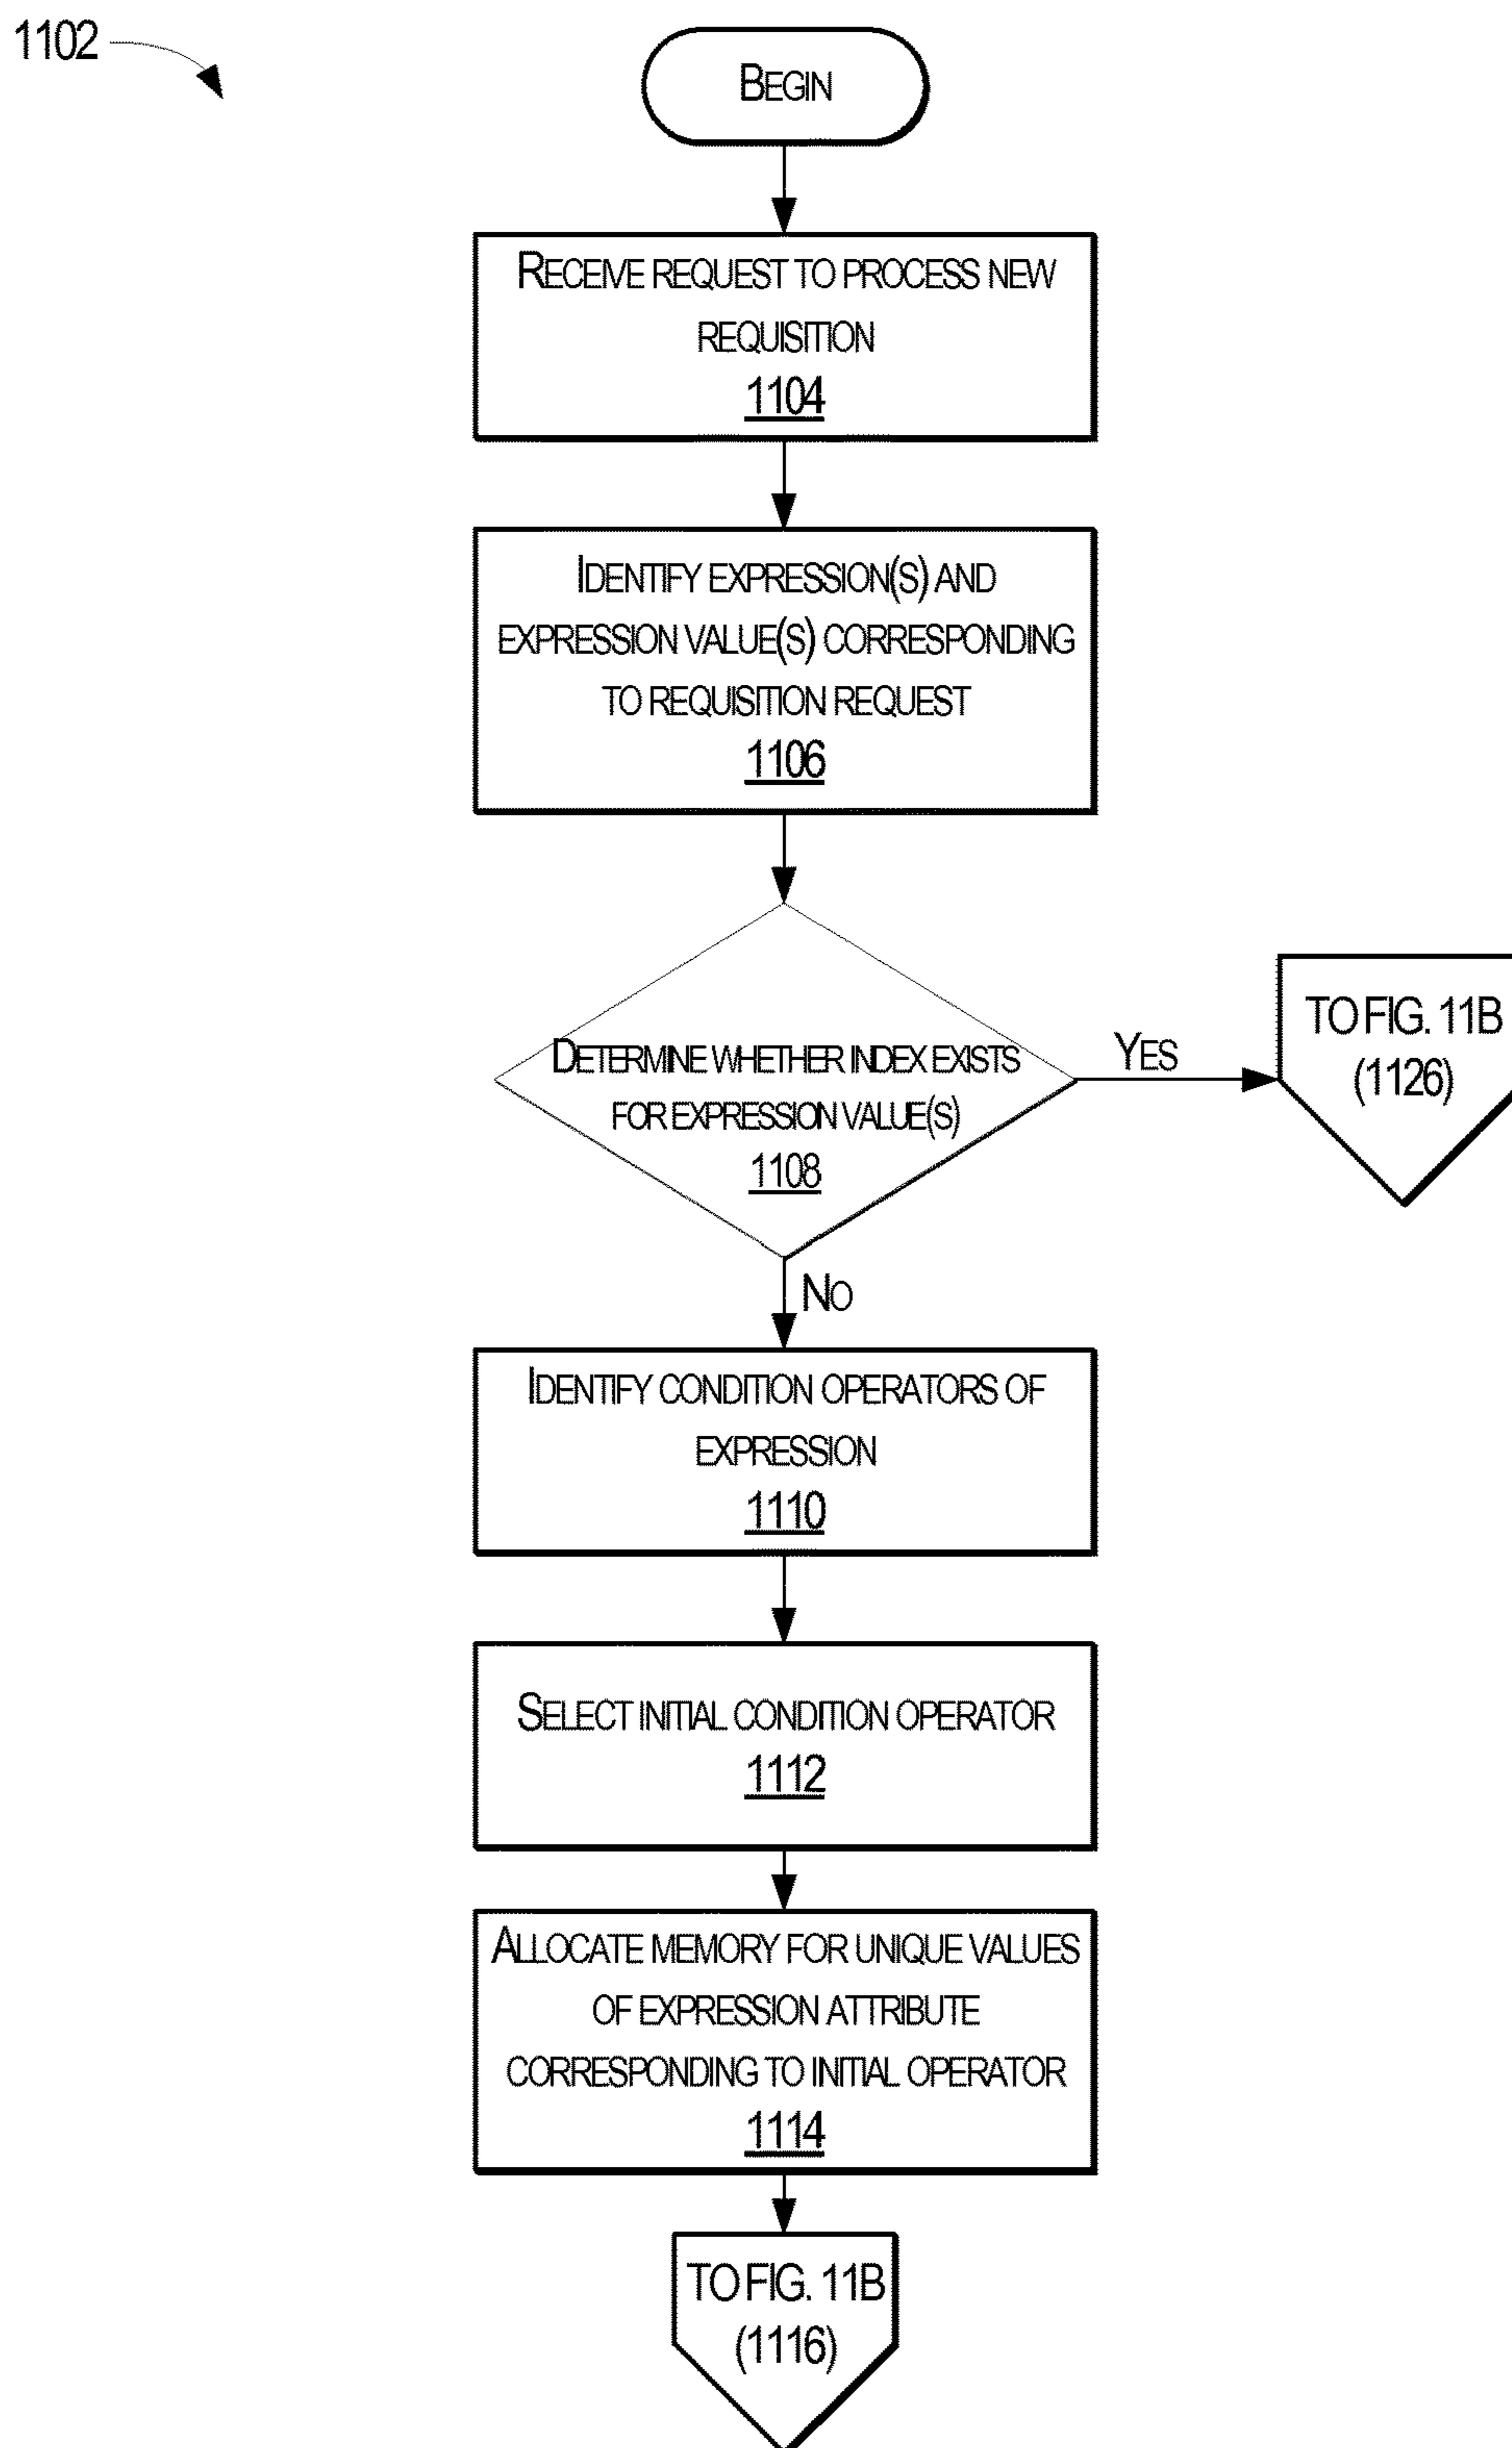 1102
BEGIN
RECEIVE REQUEST TO PROCESS NEW
REQUISITION
1104
IDENTIFY EXPRESSION(S) AND
EXPRESSION VALUE(S) CORRESPONDING
TO REQUISITION REQUEST
1106
DETERMINE WHETHER INDEX EXISTS
FOR EXPRESSION VALUE(S)
1108
YES
TO FIG. 11B
(1126)
NO
IDENTIFY CONDITION OPERATORS OF
EXPRESSION
1110
SELECT INITIAL CONDITION OPERATOR
1112
ALLOCATE MEMORY FOR UNIQUE VALUES
OF EXPRESSION ATTRIBUTE
CORRESPONDING TO INITIAL OPERATOR
1114
TO FIG. 11B
(1116)